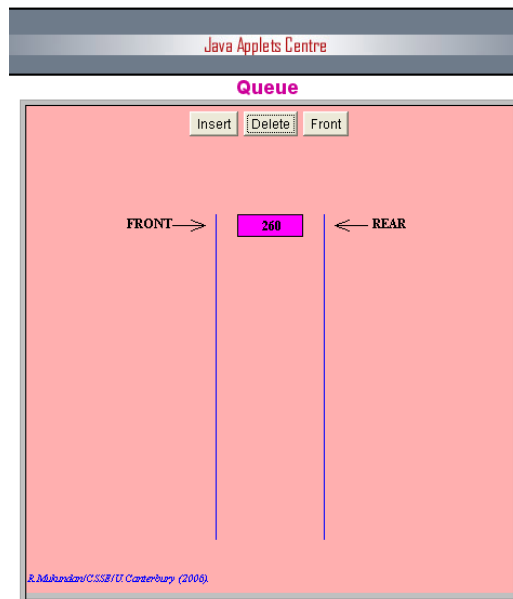 Java Applets Centre
Queue
Insert Delete Front
FRONT 260 REAR
R.Mukundan/CSSE/U.Canterbury (2006).